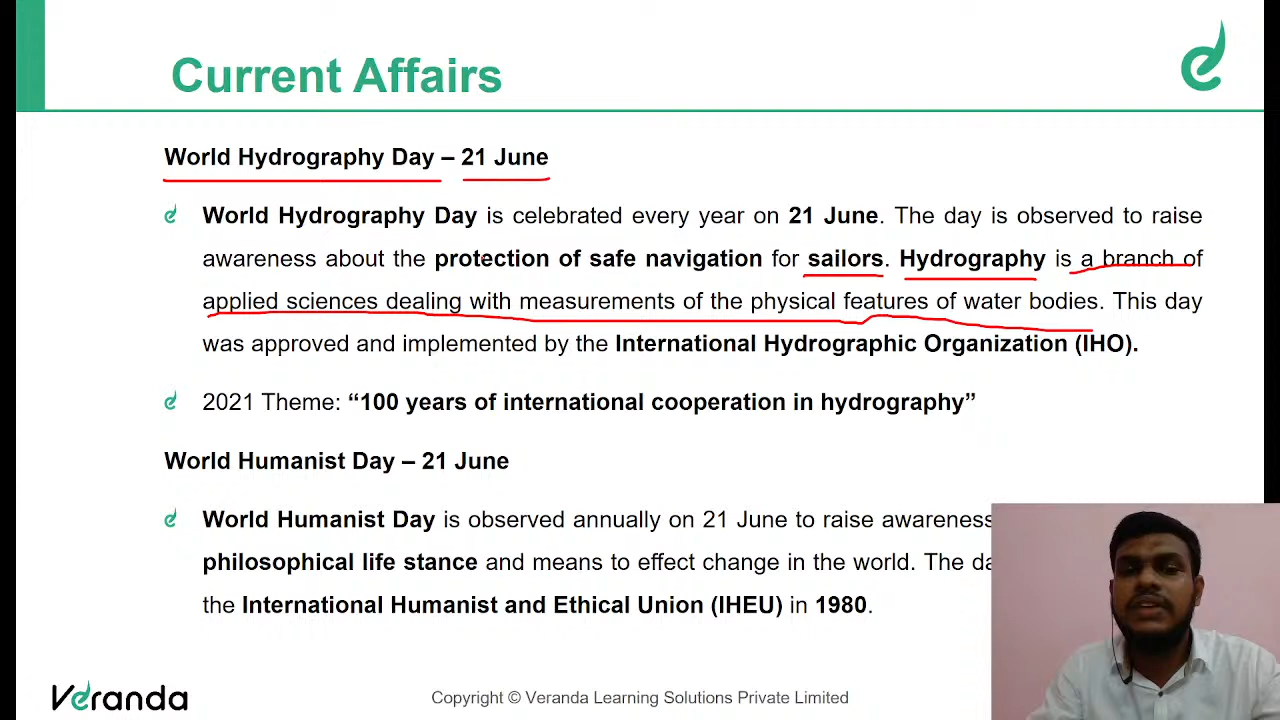 Current Affairs
World Hydrography Day – 21 June
World Hydrography Day is celebrated every year on 21 June. The day is observed to raise
awareness about the protection of safe navigation for sailors. Hydrography is a branch of
applied sciences dealing with measurements of the physical features of water bodies. This day
was approved and implemented by the International Hydrographic Organization (IHO).
2021 Theme: “100 years of international cooperation in hydrography”
World Humanist Day – 21 June
World Humanist Day is observed annually on 21 June to raise awareness
philosophical life stance and means to effect change in the world. The
the International Humanist and Ethical Union (IHEU) in 1980.
Veranda
Copyright © Veranda Learning Solutions Private Limited